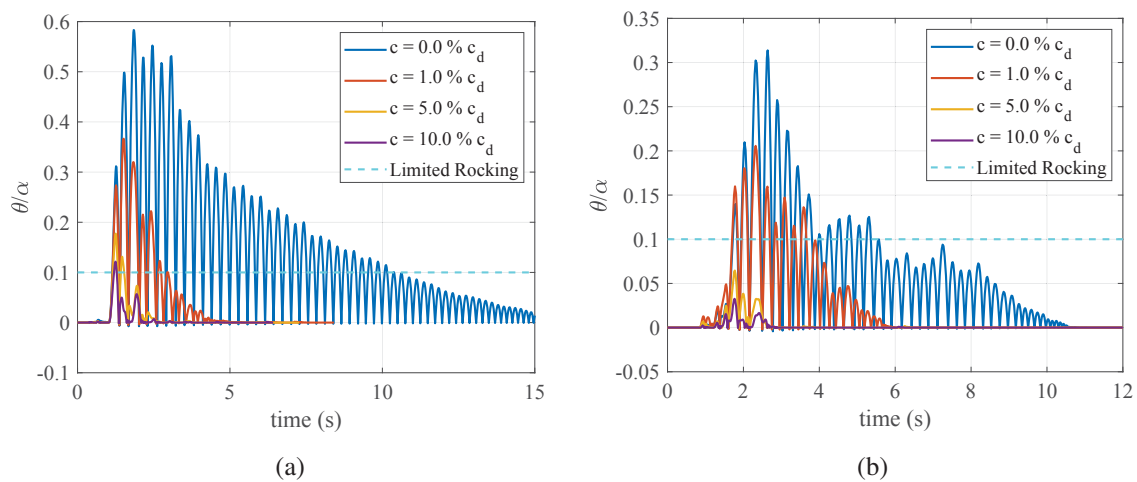 0.6
0.5
0.4
0.3
0.2
0.1
0
-0.1
θ/α
c = 0.0 % c_d
c = 1.0 % c_d
c = 5.0 % c_d
c = 10.0 % c_d
Limited Rocking
0 5 10 15
time (s)
(a)
0.35
0.3
0.25
0.2
0.15
0.1
0.05
0
-0.05
θ/α
c = 0.0 % c_d
c = 1.0 % c_d
c = 5.0 % c_d
c = 10.0 % c_d
Limited Rocking
0 2 4 6 8 10 12
time (s)
(b)